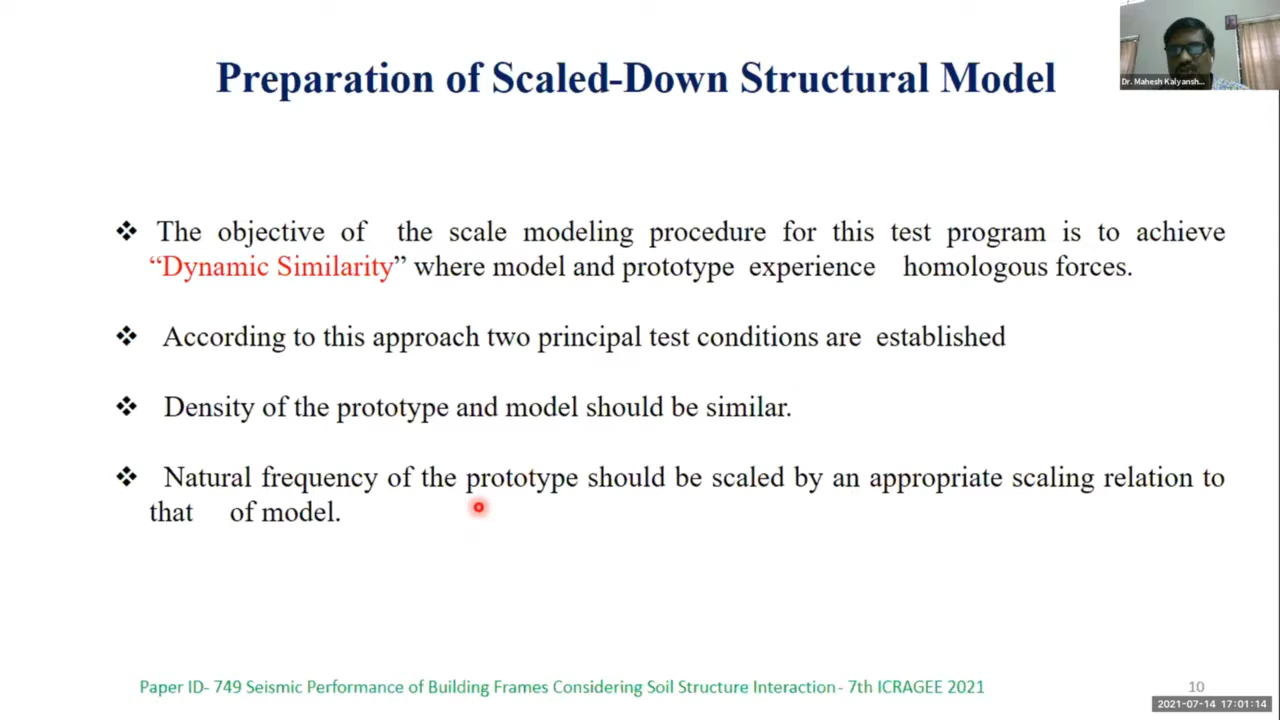 Preparation of Scaled-Down Structural Model
Dr. Mahesh Kalyansh...
❖ The objective of the scale modeling procedure for this test program is to achieve
“Dynamic Similarity” where model and prototype experience homologous forces.
❖ According to this approach two principal test conditions are established
❖ Density of the prototype and model should be similar.
❖ Natural frequency of the prototype should be scaled by an appropriate scaling relation to
that of model.
Paper ID- 749 Seismic Performance of Building Frames Considering Soil Structure Interaction- 7th ICRAGEE 2021
10
2021-07-14 17:01:14